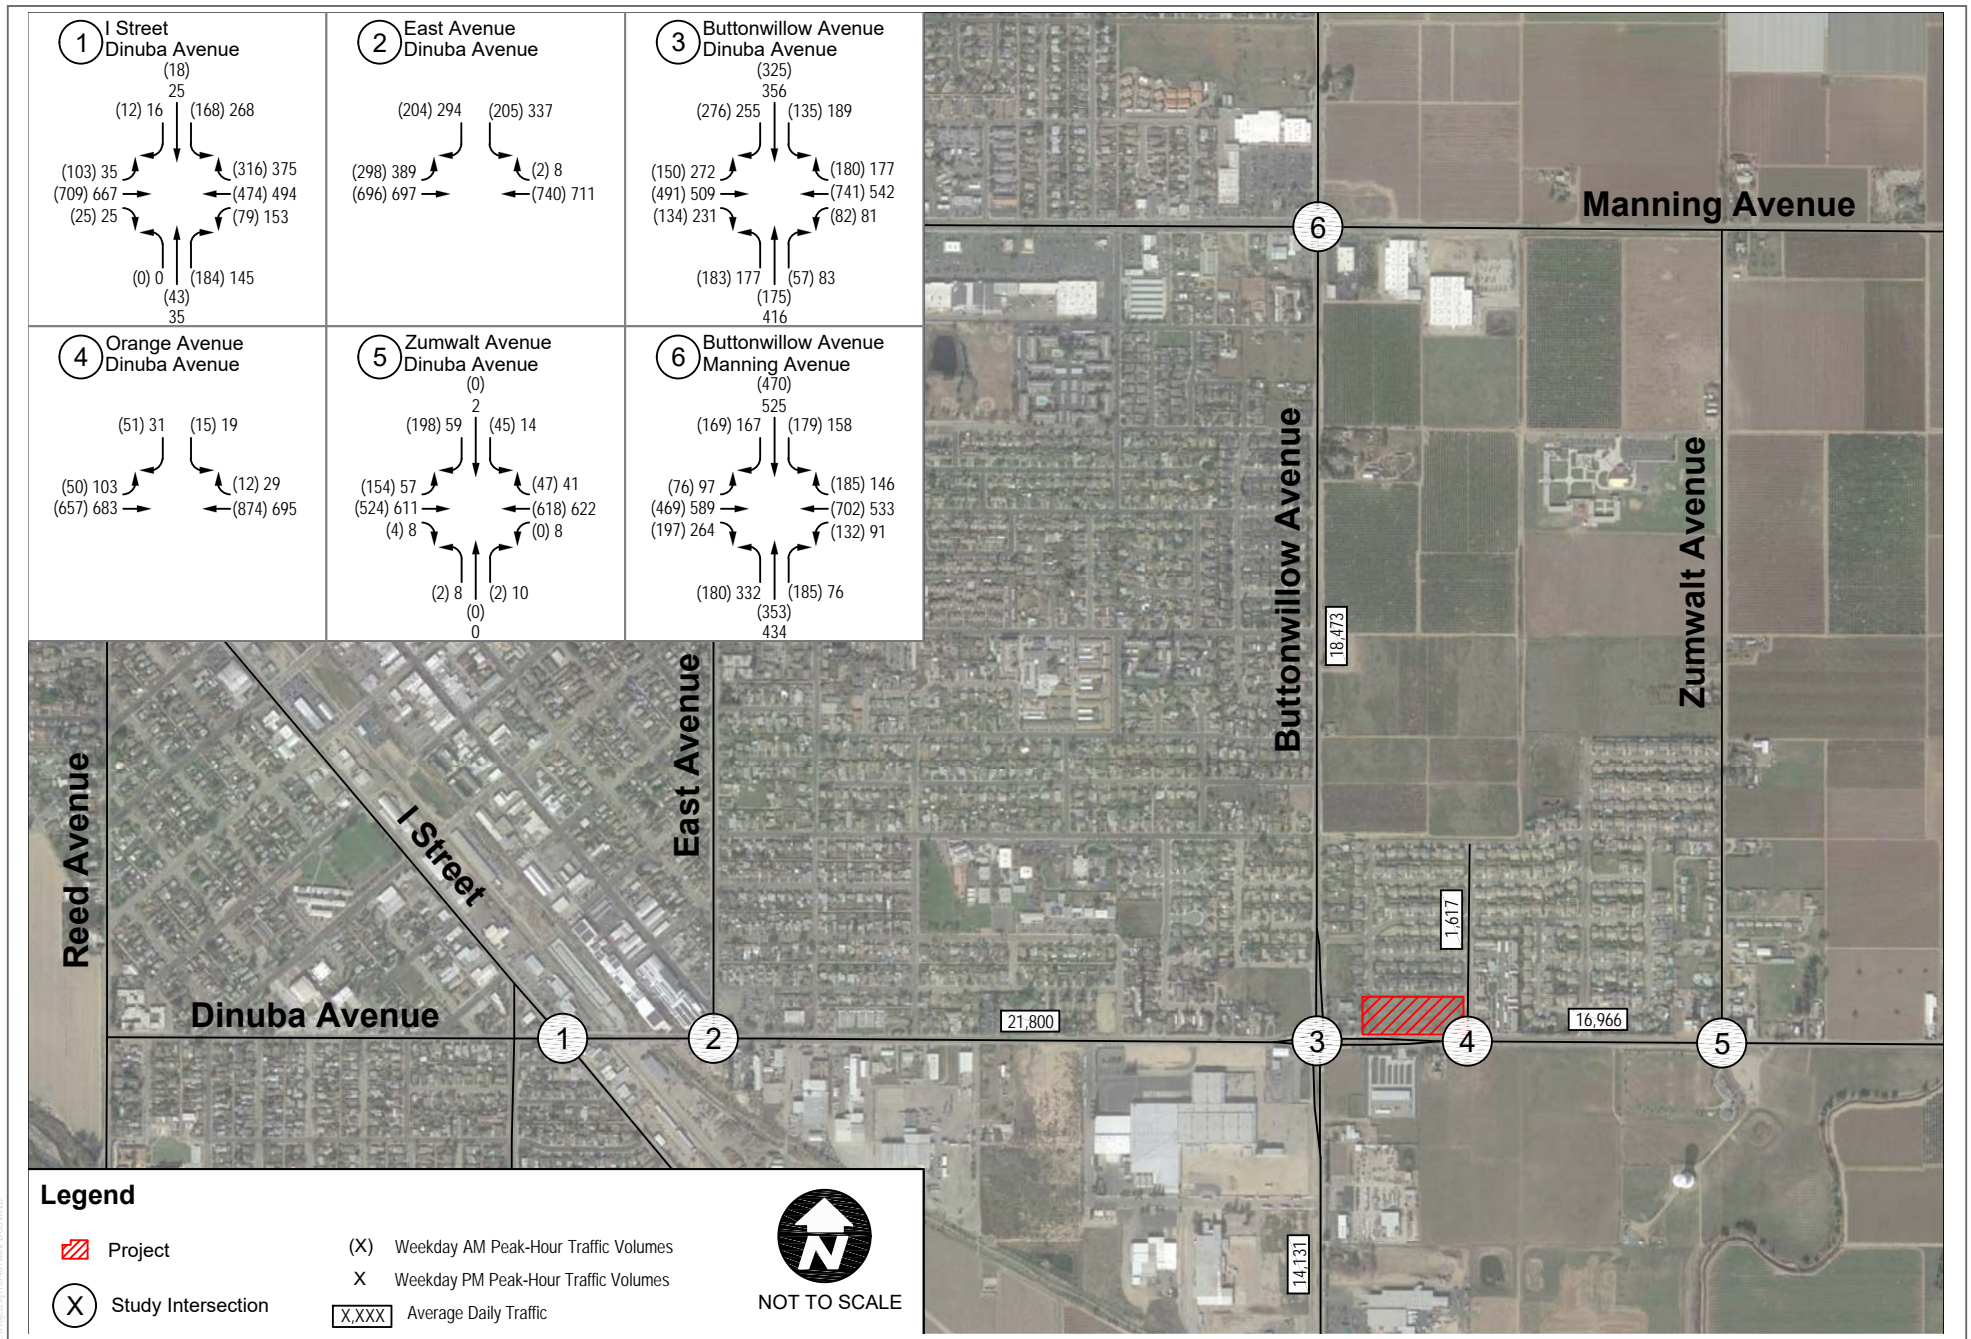 1
I Street
Dinuba Avenue
(18)
25
(12) 16 (168) 268
(103) 35 (316) 375
(709) 667 (474) 494
(25) 25 (79) 153
(0) 0 (184) 145
(43)
35
2
East Avenue
Dinuba Avenue
(204) 294 (205) 337
(298) 389 (2) 8
(696) 697 (740) 711
3
Buttonwillow Avenue
Dinuba Avenue
(325)
356
(276) 255 (135) 189
(150) 272 (180) 177
(491) 509 (741) 542
(134) 231 (82) 81
(183) 177 (57) 83
(175)
416
4
Orange Avenue
Dinuba Avenue
(51) 31 (15) 19
(50) 103 (12) 29
(657) 683 (874) 695
5
Zumwalt Avenue
Dinuba Avenue
(0)
2
(198) 59 (45) 14
(154) 57 (47) 41
(524) 611 (618) 622
(4) 8 (0) 8
(2) 8 (2) 10
(0)
0
6
Buttonwillow Avenue
Manning Avenue
(470)
525
(169) 167 (179) 158
(76) 97 (185) 146
(469) 589 (702) 533
(197) 264 (132) 91
(180) 332 (185) 76
(353)
434
Manning Avenue
6
Buttonwillow Avenue
18,473
Zumwalt Avenue
East Avenue
Reed Avenue
I Street
1,617
Dinuba Avenue
21,800
16,966
1
2
3
4
5
14,131
Legend
Project
X Study Intersection
(X) Weekday AM Peak-Hour Traffic Volumes
X Weekday PM Peak-Hour Traffic Volumes
X,XXX Average Daily Traffic
N
NOT TO SCALE